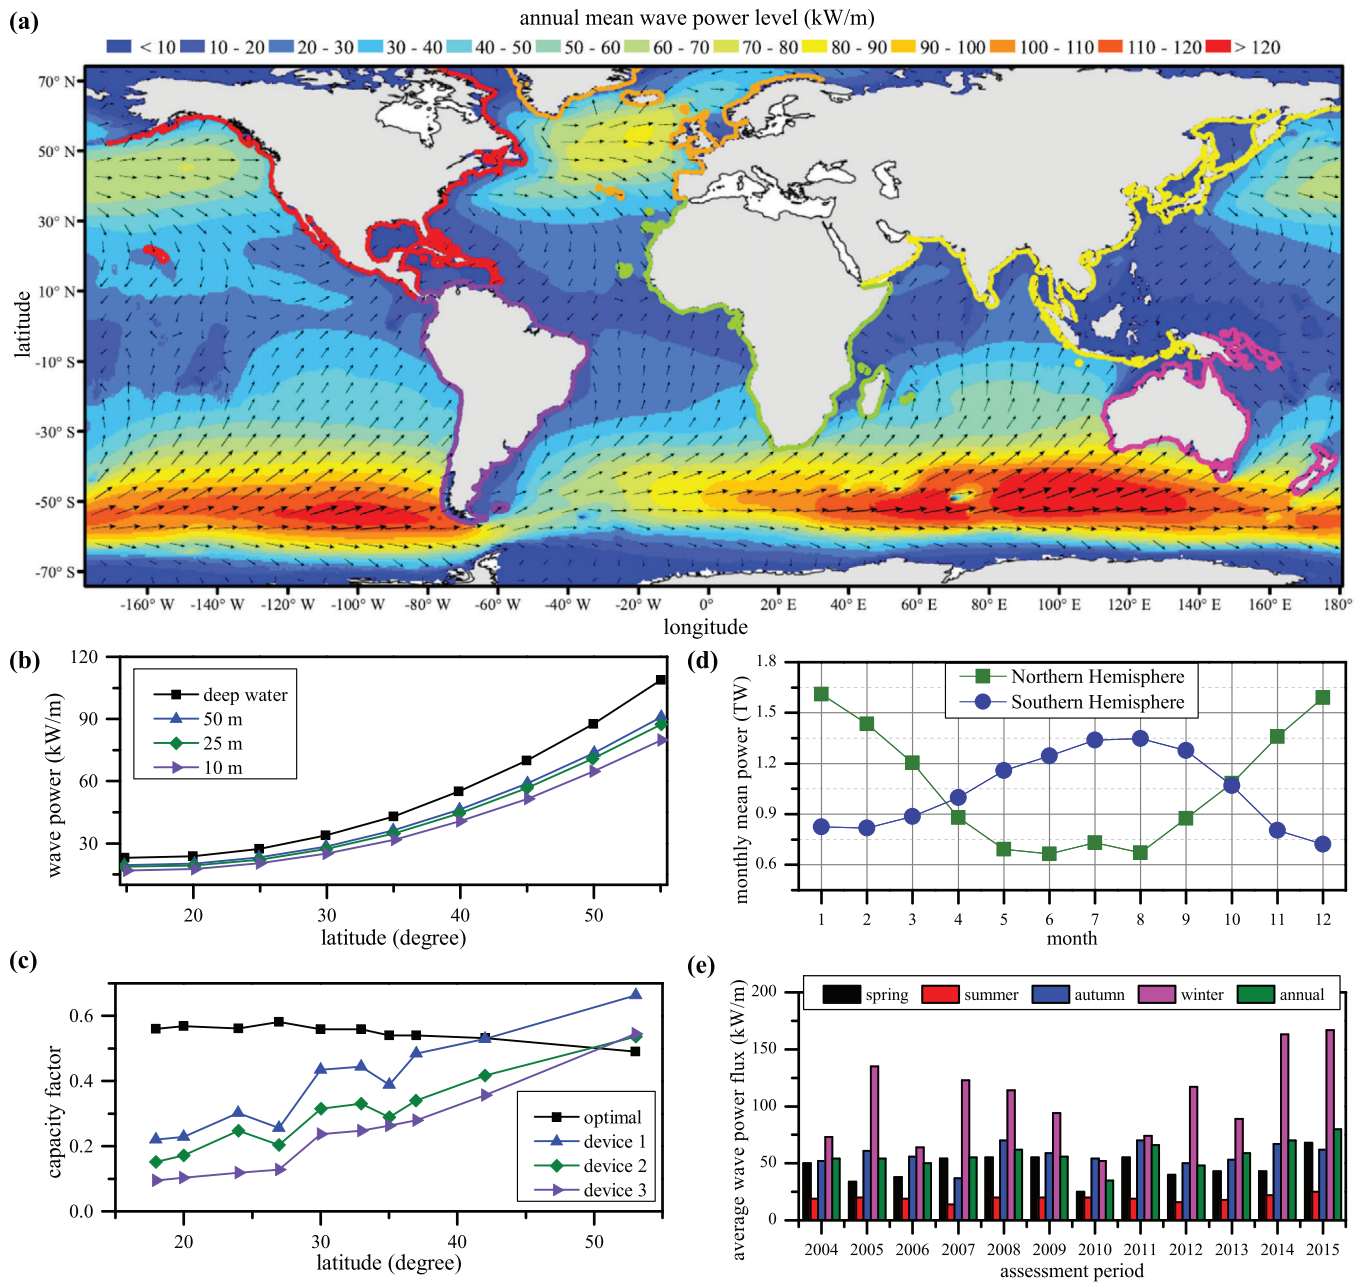 (a)
annual mean wave power level (kW/m)
< 10 10 - 20 20 - 30 30 - 40 40 - 50 50 - 60 60 - 70 70 - 80 80 - 90 90 - 100 100 - 110 110 - 120 > 120
70° N
50° N
30° N
10° N
-10° S
-30° S
-50° S
-70° S
latitude
-160° W -140° W -120° W -100° W -80° W -60° W -40° W -20° W 0° 20° E 40° E 60° E 80° E 100° E 120° E 140° E 160° E 180°
longitude
(b)
120
90
60
30
wave power (kW/m)
deep water
50 m
25 m
10 m
20 30 40 50
latitude (degree)
(c)
0.6
0.4
0.2
0.0
capacity factor
optimal
device 1
device 2
device 3
20 30 40 50
latitude (degree)
(d)
1.8
1.5
1.2
0.9
0.6
monthly mean power (TW)
Northern Hemisphere
Southern Hemisphere
1 2 3 4 5 6 7 8 9 10 11 12
month
(e)
200
150
100
50
0
average wave power flux (kW/m)
spring summer autumn winter annual
2004 2005 2006 2007 2008 2009 2010 2011 2012 2013 2014 2015
assessment period